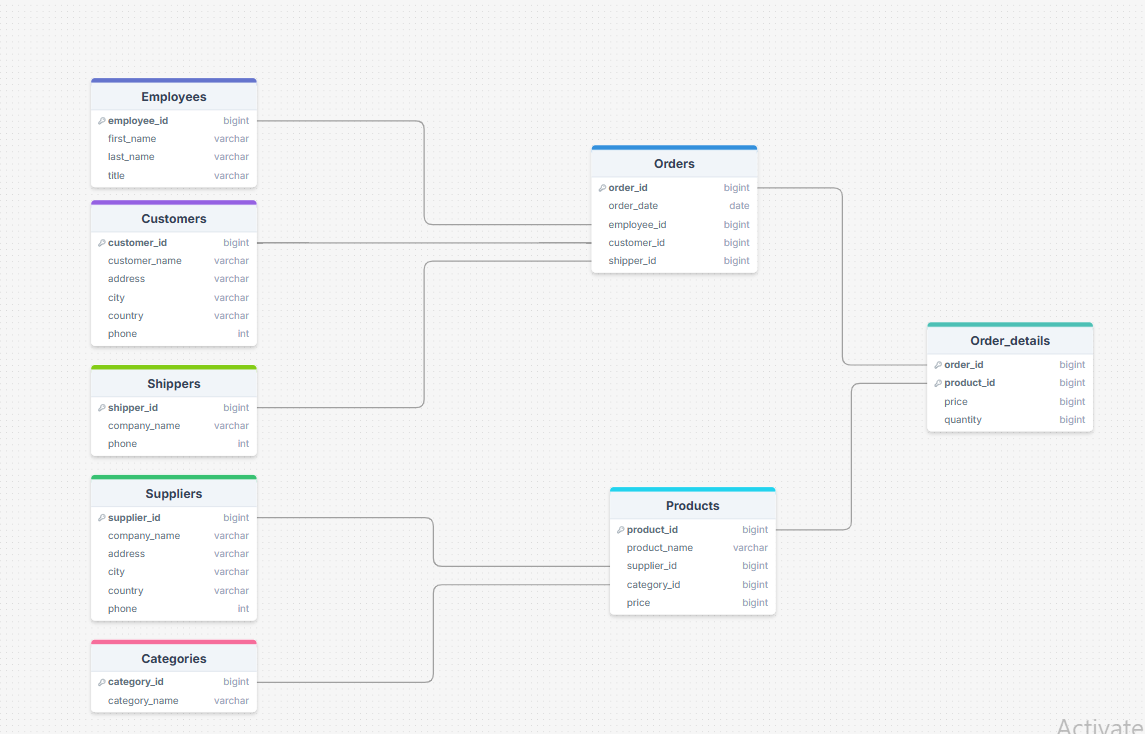 Employees
employee_id bigint
first_name varchar
last_name varchar
title varchar
Customers
customer_id bigint
customer_name varchar
address varchar
city varchar
country varchar
phone int
Shippers
shipper_id bigint
company_name varchar
phone int
Suppliers
supplier_id bigint
company_name varchar
address varchar
city varchar
country varchar
phone int
Categories
category_id bigint
category_name varchar
Orders
order_id bigint
order_date date
employee_id bigint
customer_id bigint
shipper_id bigint
Products
product_id bigint
product_name varchar
supplier_id bigint
category_id bigint
price bigint
Order_details
order_id bigint
product_id bigint
price bigint
quantity bigint
Activate